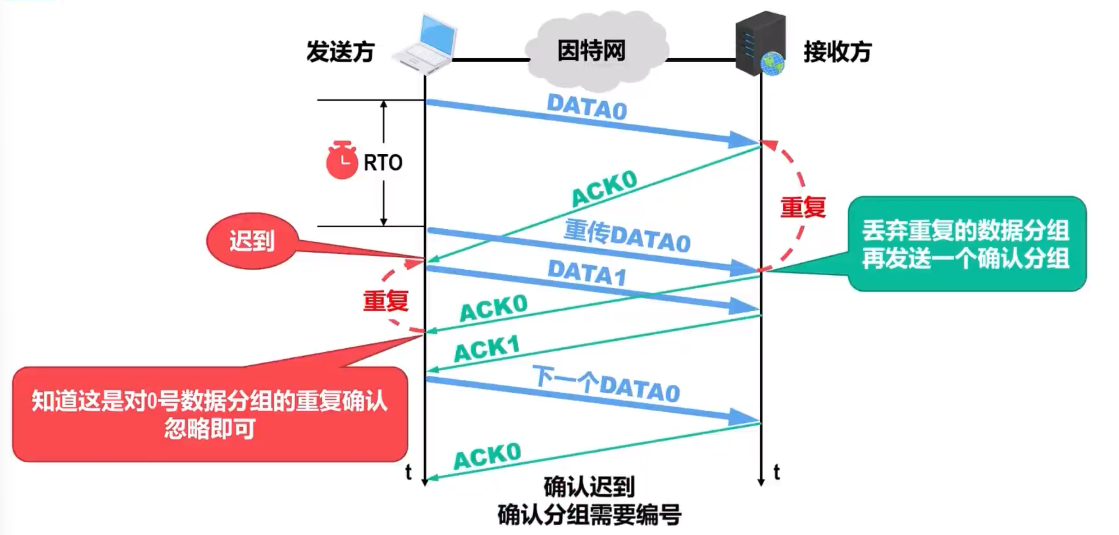 发送方
因特网
接收方
DATA0
RTO
ACK0
重复
迟到
重传DATA0
丢弃重复的数据分组
再发送一个确认分组
DATA1
重复
ACK0
ACK1
知道这是对0号数据分组的重复确认
忽略即可
下一个DATA0
ACK0
t
t
确认迟到
确认分组需要编号